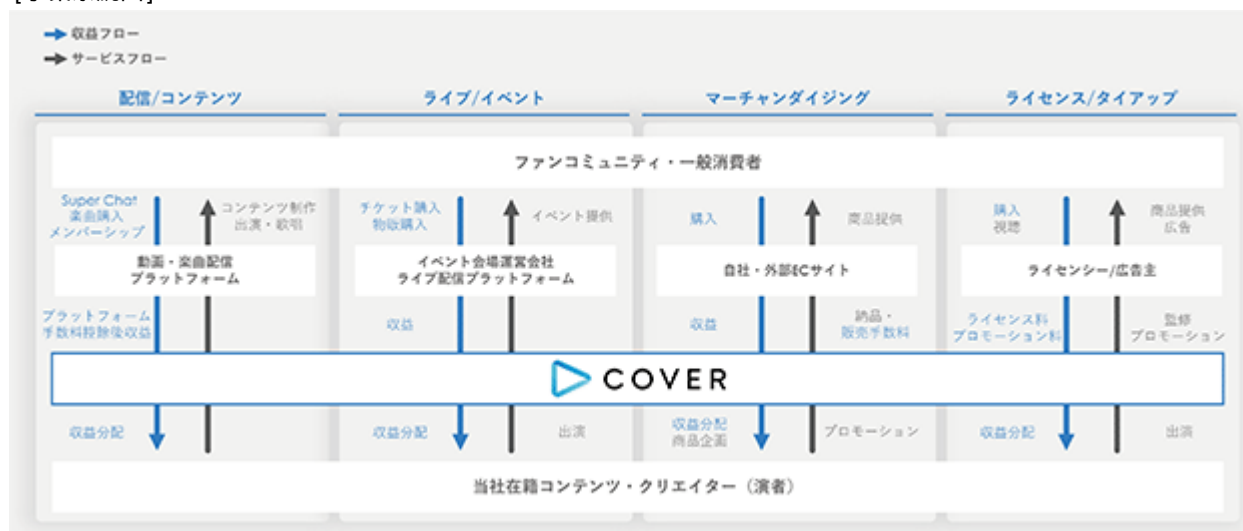 収益フロー
サービスフロー
配信/コンテンツ
ライブ/イベント
マーチャンダイジング
ライセンス/タイアップ
ファンコミュニティ・一般消費者
Super Chat
楽曲購入
メンバーシップ
コンテンツ制作
出演・歌唱
チケット購入
物販購入
イベント提供
購入
商品提供
購入
視聴
商品提供
広告
動画・楽曲配信
プラットフォーム
イベント会場運営会社
ライブ配信プラットフォーム
自社・外部ECサイト
ライセンシー/広告主
プラットフォーム
手数料控除後収益
収益
収益
納品・
販売手数料
ライセンス料
プロモーション料
監修
プロモーション
COVER
収益分配
収益分配
出演
収益分配
商品企画
プロモーション
収益分配
出演
当社在籍コンテンツ・クリエイター（演者）